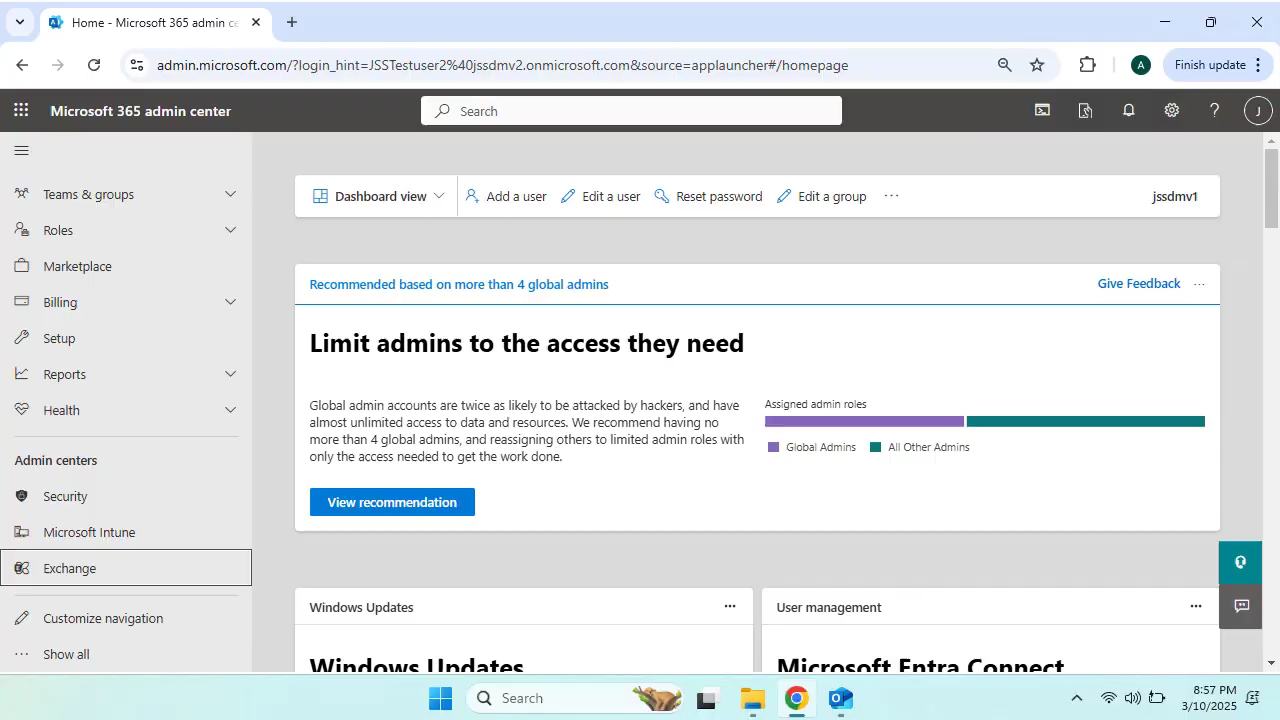 Home - Microsoft 365 admin ce
admin.microsoft.com/?login_hint=JSSTestuser2%40jssdmv2.onmicrosoft.com&source=applauncher#/homepage
A
Finish update
Microsoft 365 admin center
Search
J
Teams & groups
Roles
Marketplace
Billing
Setup
Reports
Health
Admin centers
Security
Microsoft Intune
Exchange
Customize navigation
Show all
Dashboard view
Add a user
Edit a user
Reset password
Edit a group
jssdmv1
Recommended based on more than 4 global admins
Give Feedback
Limit admins to the access they need
Global admin accounts are twice as likely to be attacked by hackers, and have
almost unlimited access to data and resources. We recommend having no
more than 4 global admins, and reassigning others to limited admin roles with
only the access needed to get the work done.
Assigned admin roles
Global Admins
All Other Admins
View recommendation
Windows Updates
User management
Windows Updates
Microsoft Entra Connect
Search
8:57 PM
3/10/2025